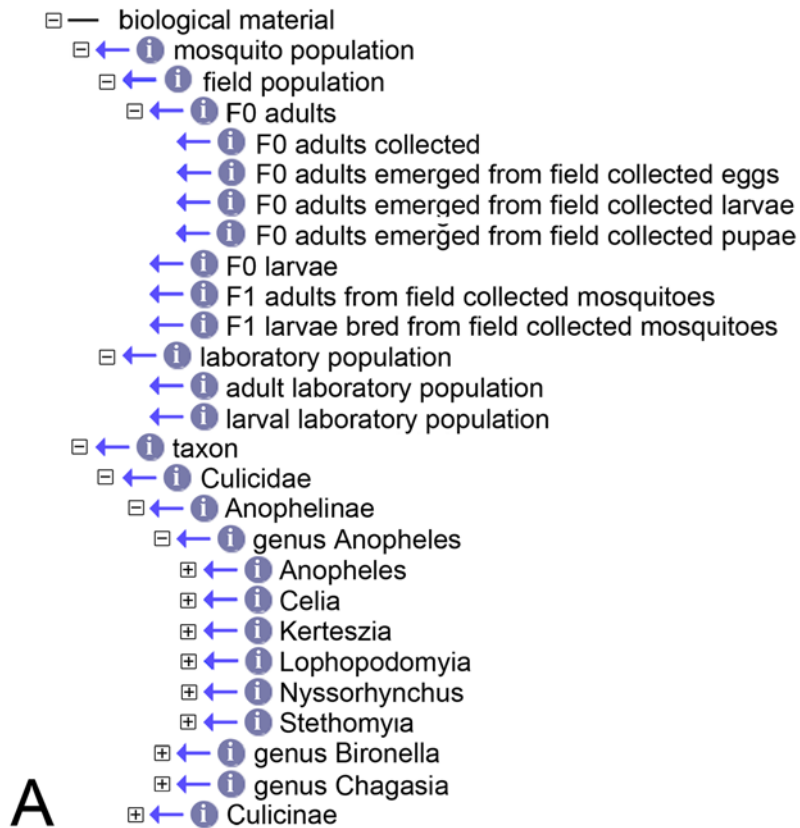 biological material
mosquito population
field population
F0 adults
F0 adults collected
F0 adults emerged from field collected eggs
F0 adults emerged from field collected larvae
F0 adults emerged from field collected pupae
F0 larvae
F1 adults from field collected mosquitoes
F1 larvae bred from field collected mosquitoes
laboratory population
adult laboratory population
larval laboratory population
taxon
Culicidae
Anophelinae
genus Anopheles
Anopheles
Celia
Kerteszia
Lophopodomyia
Nyssorhynchus
Stethomyia
genus Bironella
genus Chagasia
Culicinae
A